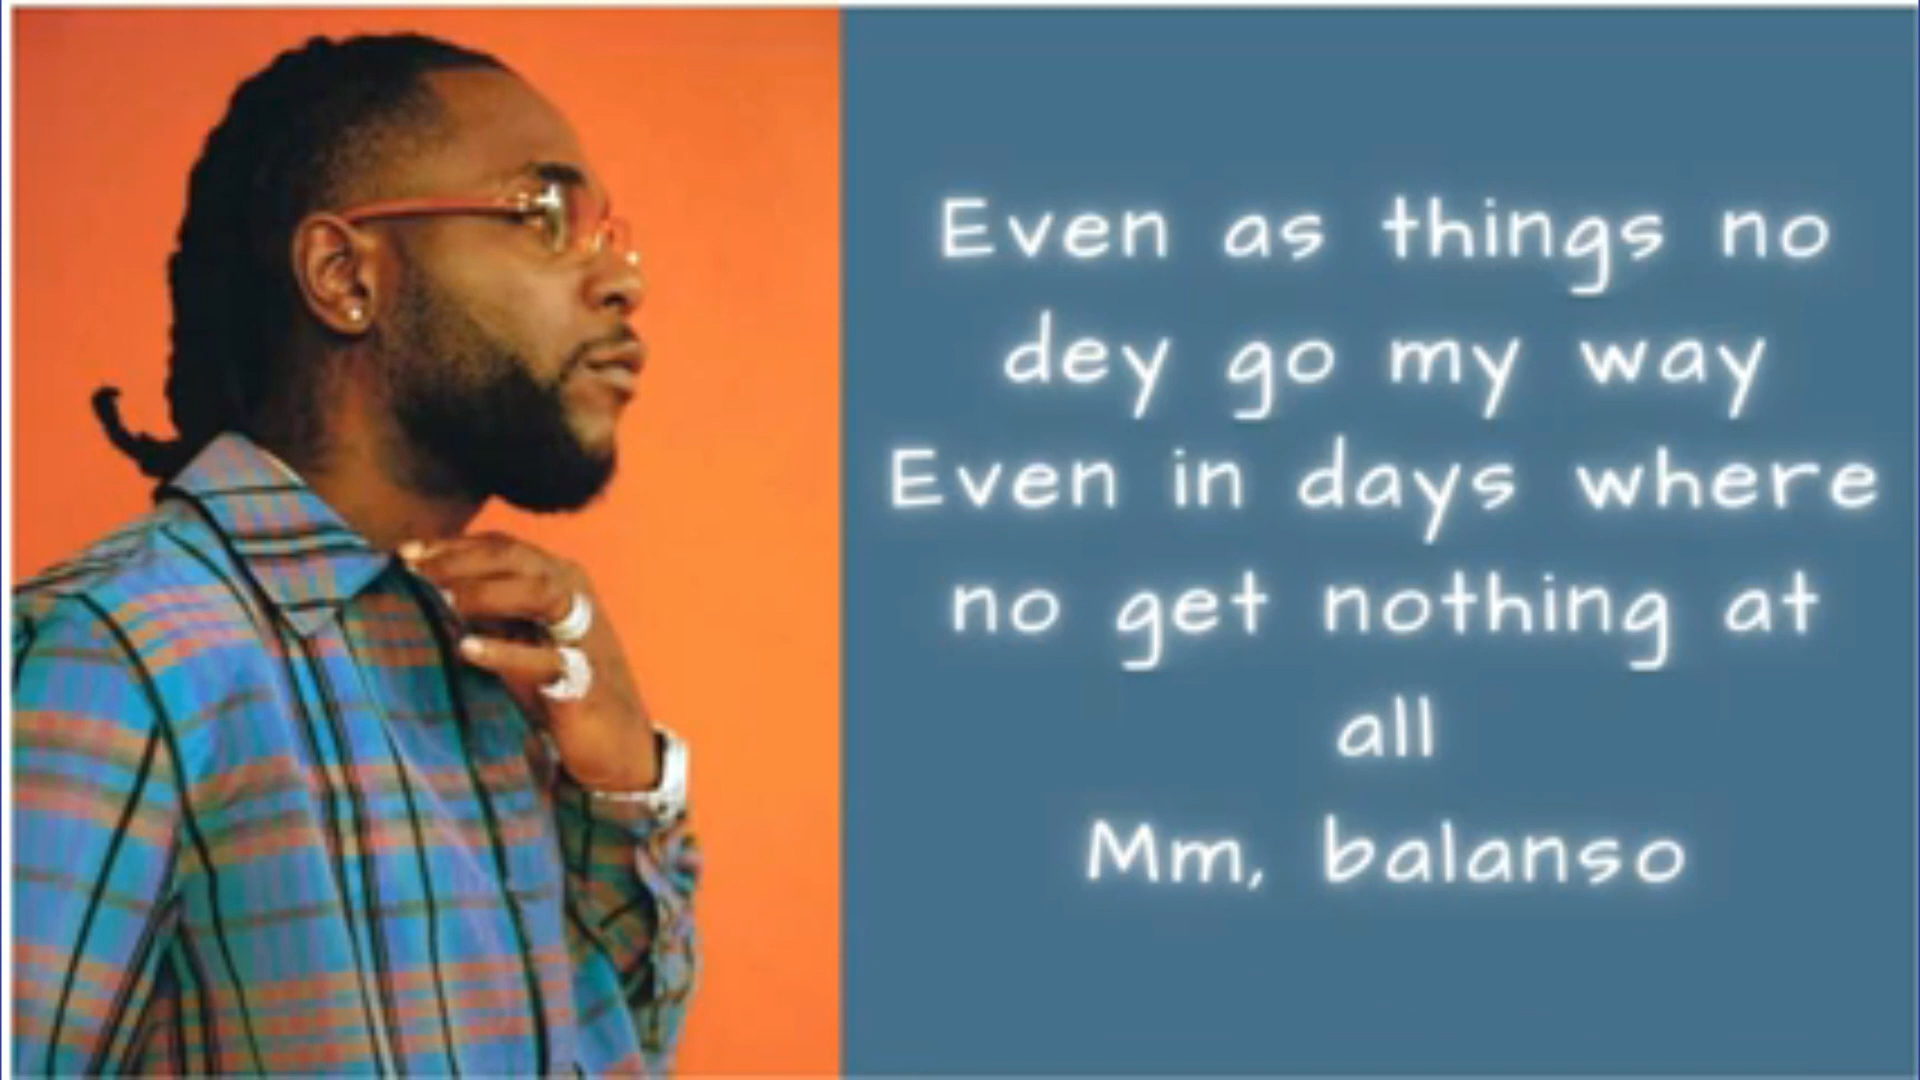 Even as things no
dey go my way
Even in days where
no get nothing at
all
Mm, balanso